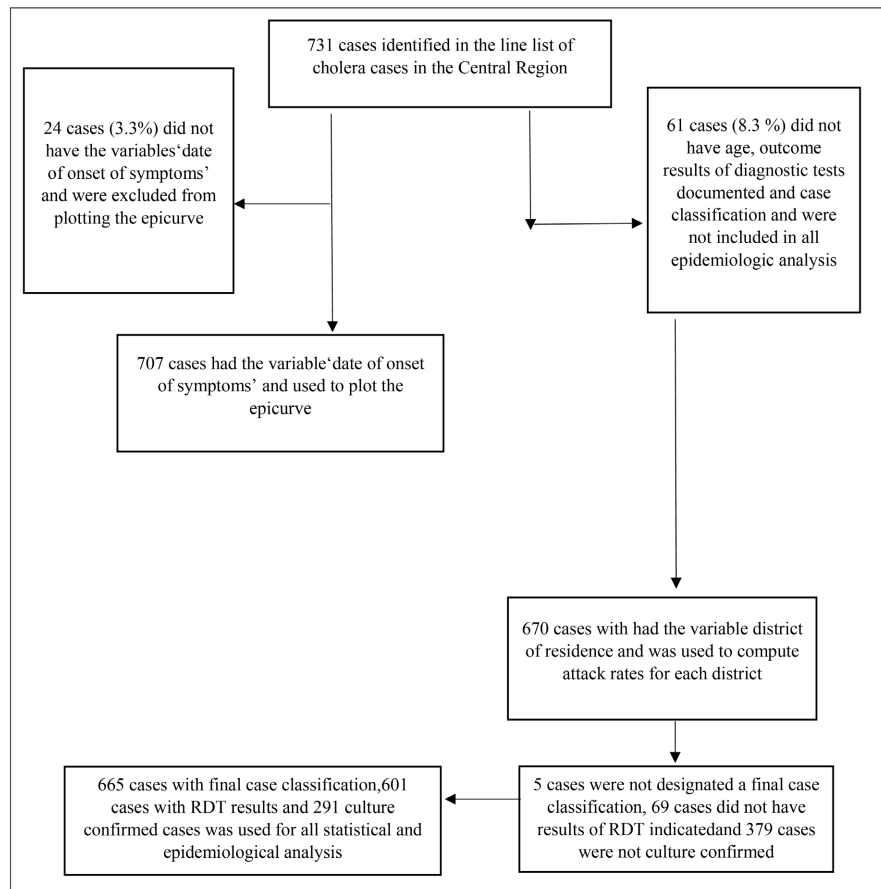 731 cases identified in the line list of
cholera cases in the Central Region
24 cases (3.3%) did not
have the variables‘date
of onset of symptoms’
and were excluded from
plotting the epicurve
61 cases (8.3 %) did not
have age, outcome
results of diagnostic tests
documented and case
classification and were
not included in all
epidemiologic analysis
707 cases had the variable‘date of onset
of symptoms’ and used to plot the
epicurve
670 cases with had the variable district
of residence and was used to compute
attack rates for each district
665 cases with final case classification,601
cases with RDT results and 291 culture
confirmed cases was used for all statistical and
epidemiological analysis
5 cases were not designated a final case
classification, 69 cases did not have
results of RDT indicatedand 379 cases
were not culture confirmed